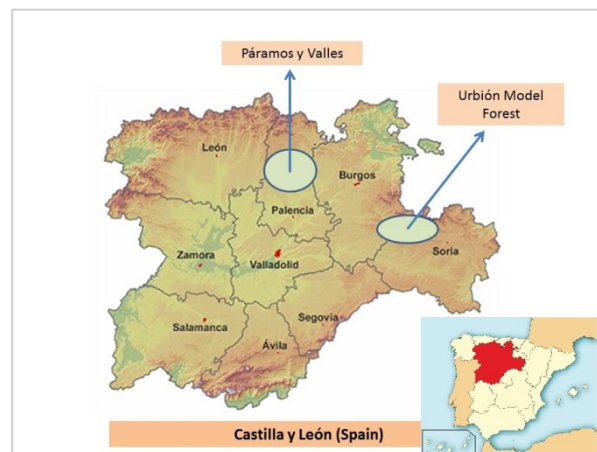 Páramos y Valles
Urbión Model
Forest
León
Burgos
Palencia
Soria
Zamora
Valladolid
Segovia
Salamanca
Ávila
Castilla y León (Spain)